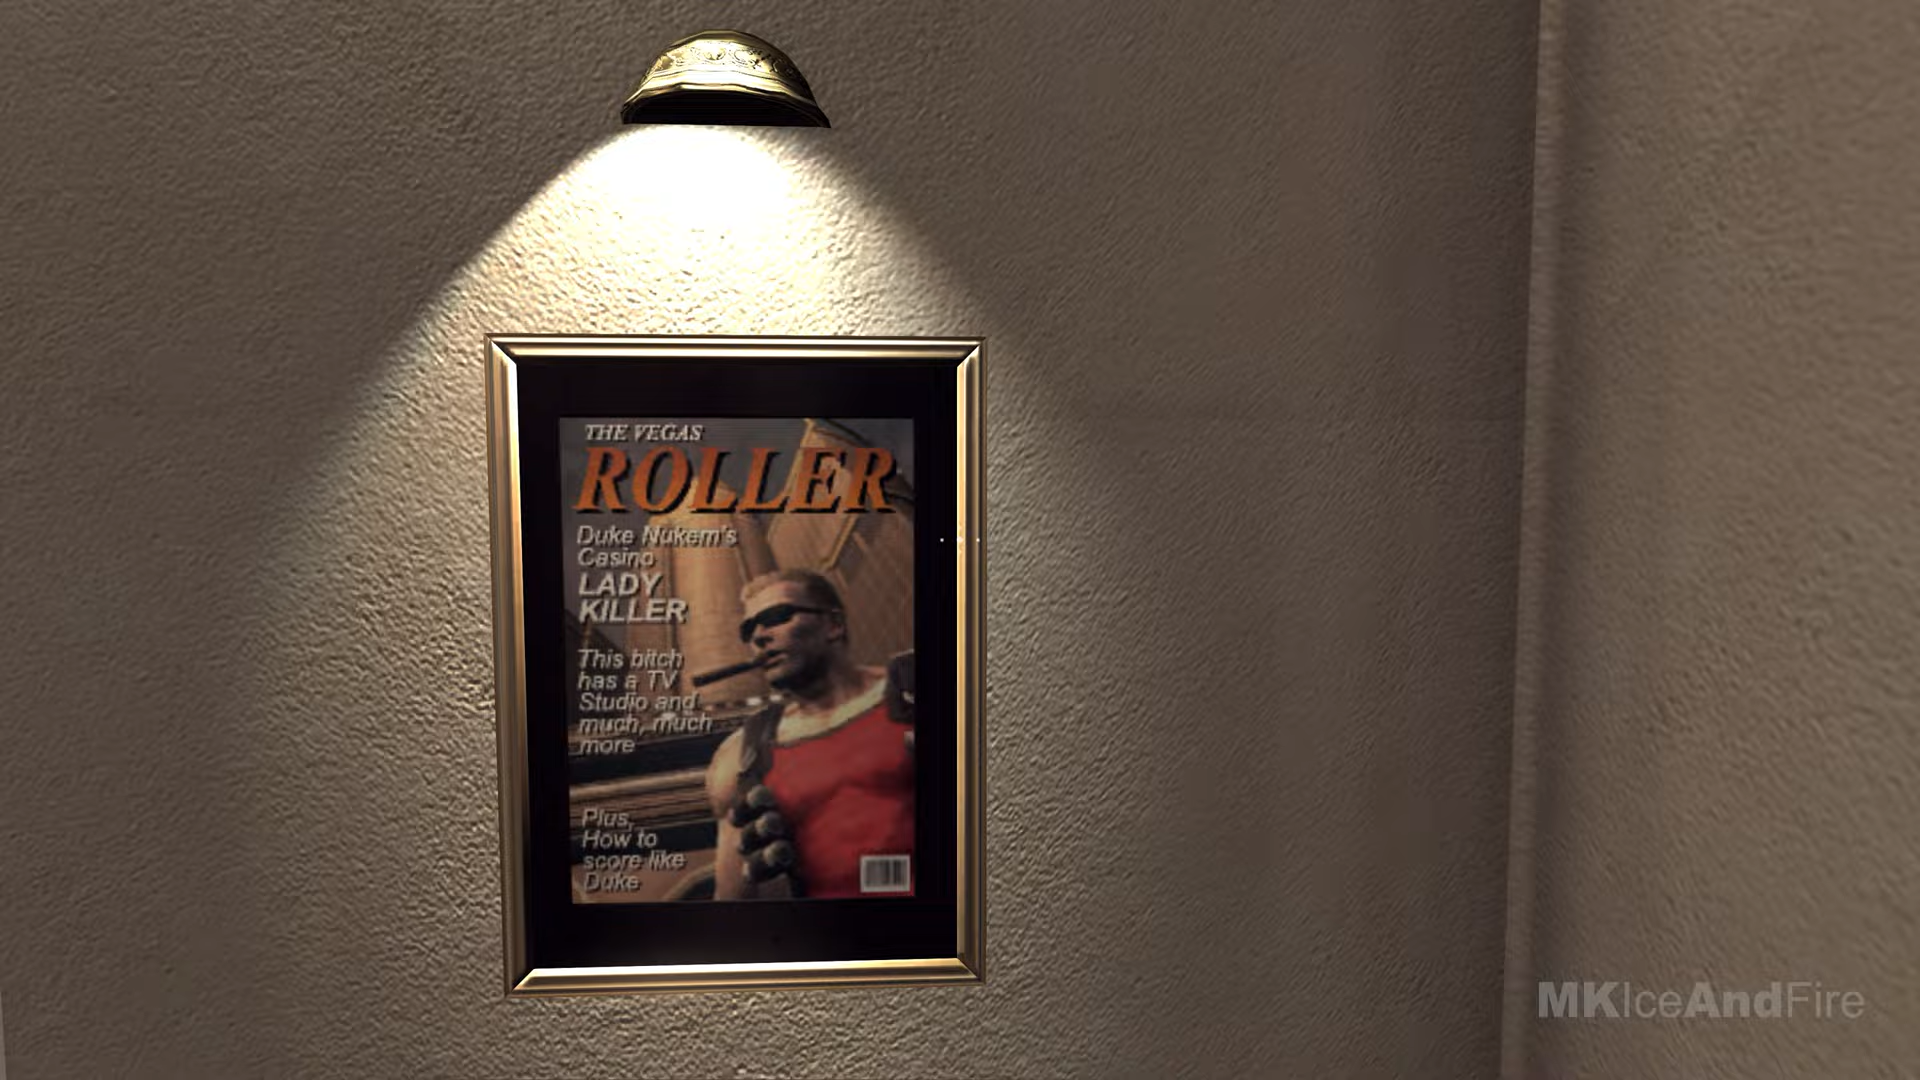 THE VEGAS
ROLLER
Duke Nukem's
Casino
LADY
KILLER
This bitch
has a TV
Studio and
much, much
more
Plus,
How to
score like
Duke
MKIceAndFire